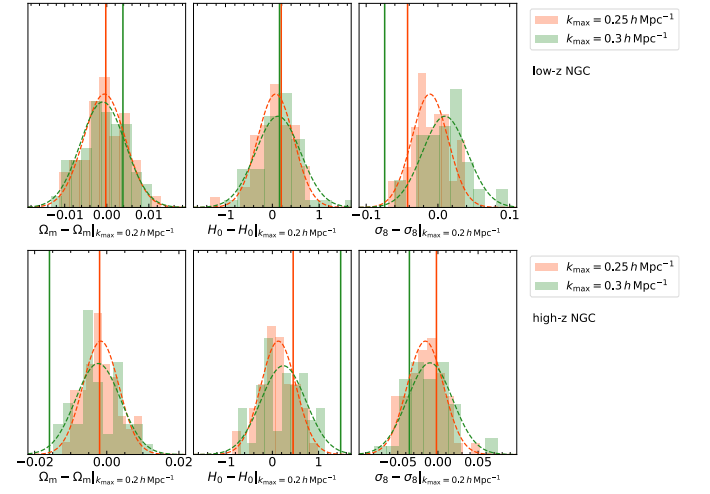 k_max = 0.25 h Mpc⁻¹
k_max = 0.3 h Mpc⁻¹
low-z NGC
−0.01 0.00 0.01
−1 0 1
−0.1 0.0 0.1
Ω_m − Ω_m|_{k_max = 0.2 h Mpc⁻¹}
H_0 − H_0|_{k_max = 0.2 h Mpc⁻¹}
σ_8 − σ_8|_{k_max = 0.2 h Mpc⁻¹}
k_max = 0.25 h Mpc⁻¹
k_max = 0.3 h Mpc⁻¹
high-z NGC
−0.02 0.00 0.02
−1 0 1
−0.05 0.00 0.05
Ω_m − Ω_m|_{k_max = 0.2 h Mpc⁻¹}
H_0 − H_0|_{k_max = 0.2 h Mpc⁻¹}
σ_8 − σ_8|_{k_max = 0.2 h Mpc⁻¹}